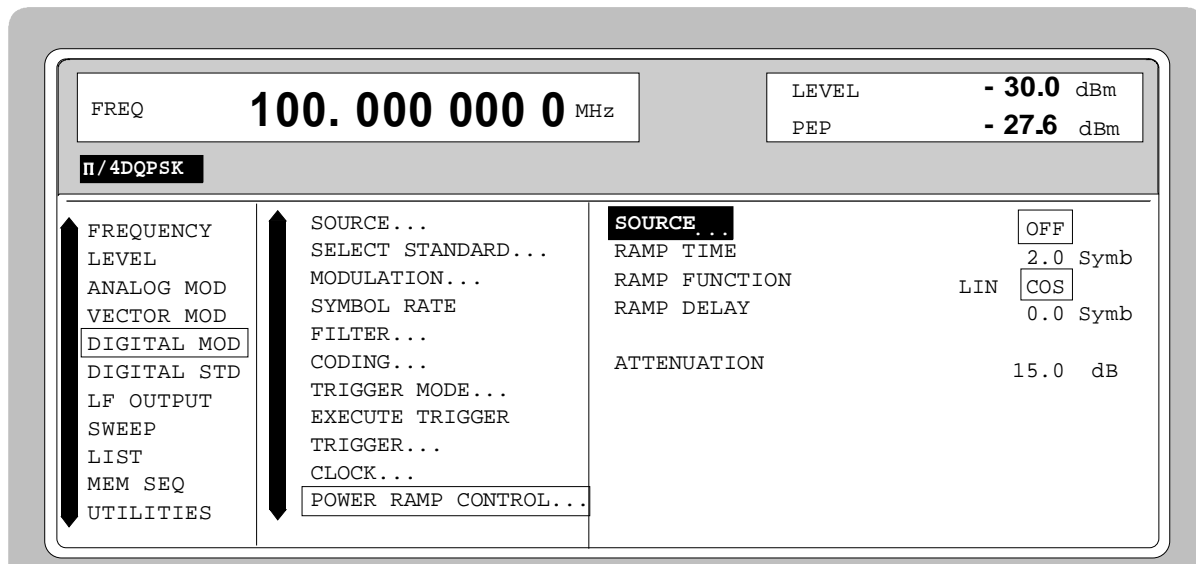 FREQ 100. 000 000 0 MHz
LEVEL - 30.0 dBm
PEP - 27.6 dBm
Π/4DQPSK
FREQUENCY
LEVEL
ANALOG MOD
VECTOR MOD
DIGITAL MOD
DIGITAL STD
LF OUTPUT
SWEEP
LIST
MEM SEQ
UTILITIES
SOURCE...
SELECT STANDARD...
MODULATION...
SYMBOL RATE
FILTER...
CODING...
TRIGGER MODE...
EXECUTE TRIGGER
TRIGGER...
CLOCK...
POWER RAMP CONTROL...
SOURCE... OFF
RAMP TIME 2.0 Symb
RAMP FUNCTION LIN COS
RAMP DELAY 0.0 Symb
ATTENUATION 15.0 dB